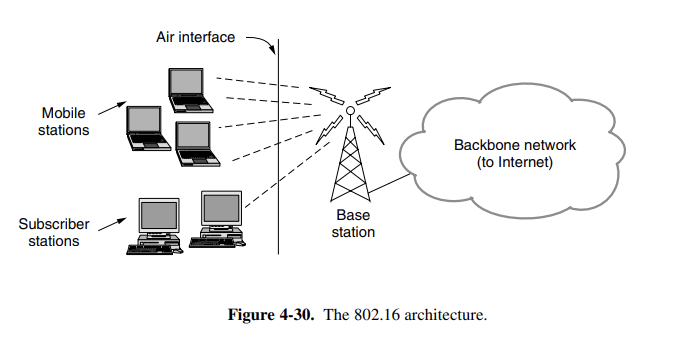 Air interface
Mobile
stations
Backbone network
(to Internet)
Subscriber
stations
Base
station
Figure 4-30. The 802.16 architecture.